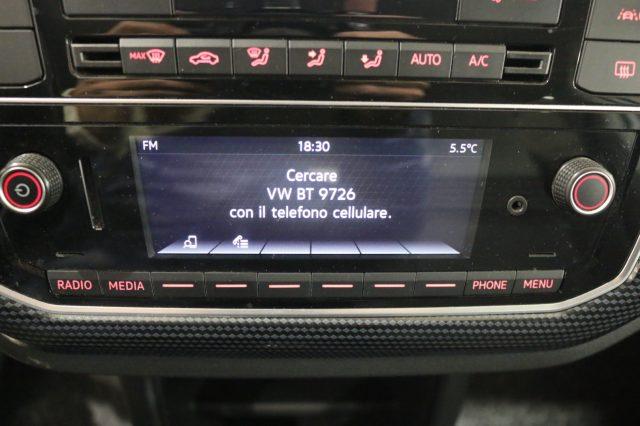 MAX
AUTO
A/C
FM 18:30 5.5°C
Cercare
VW BT 9726
con il telefono cellulare.
RADIO MEDIA PHONE MENU